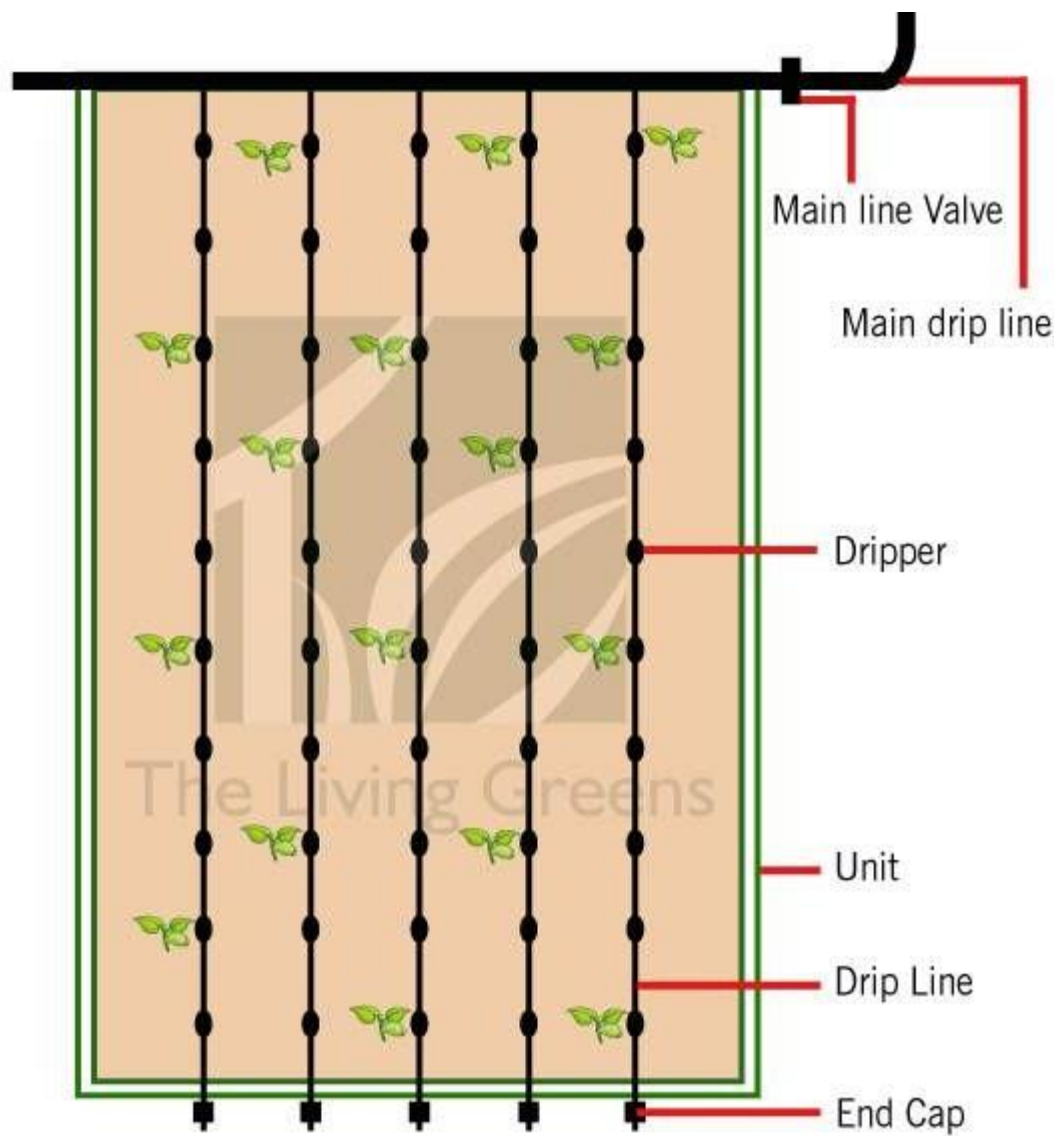 Main line Valve
Main drip line
Dripper
The Living Greens
Unit
Drip Line
End Cap